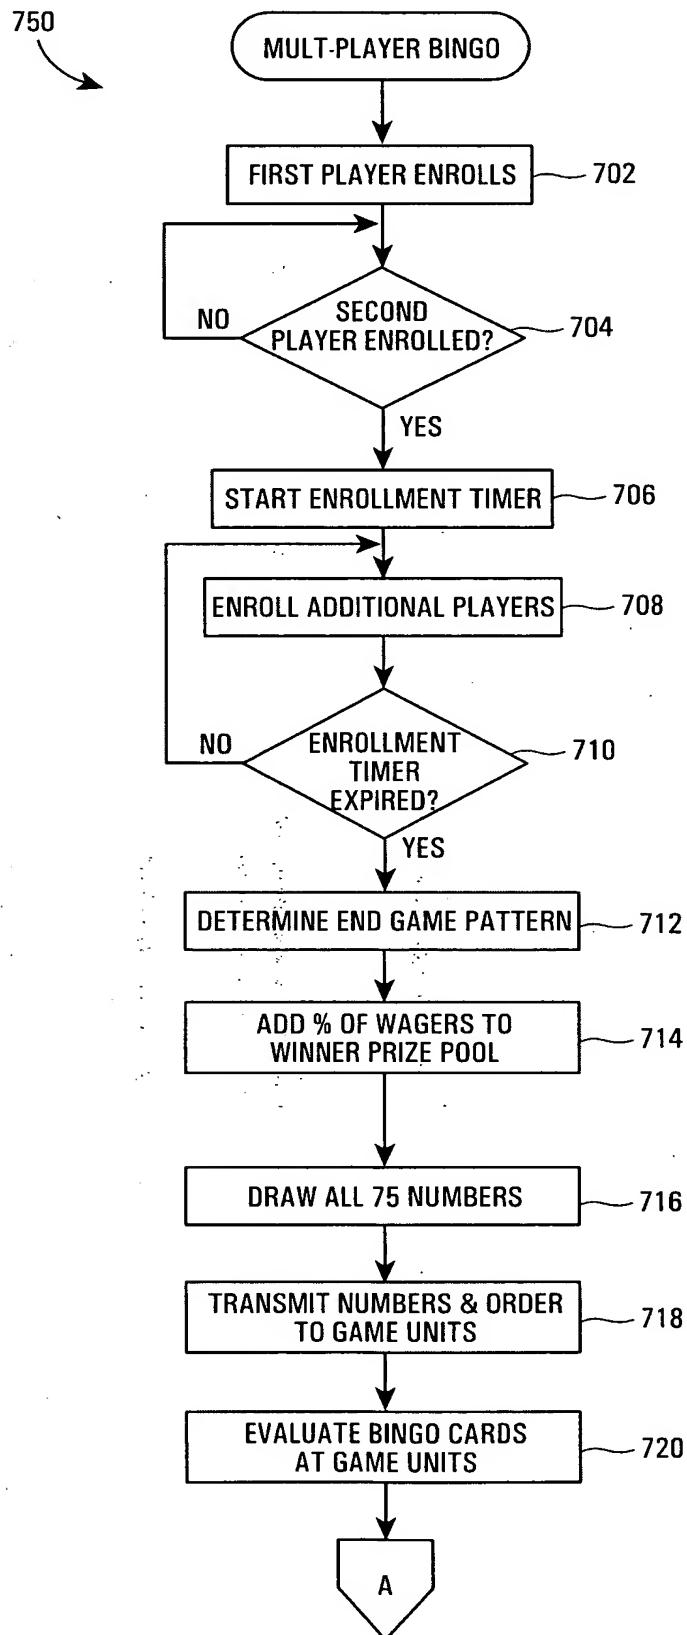 750
MULT-PLAYER BINGO
FIRST PLAYER ENROLLS
702
SECOND
PLAYER ENROLLED?
704
NO
YES
START ENROLLMENT TIMER
706
ENROLL ADDITIONAL PLAYERS
708
NO
ENROLLMENT
TIMER
EXPIRED?
710
YES
DETERMINE END GAME PATTERN
712
ADD % OF WAGERS TO
WINNER PRIZE POOL
714
DRAW ALL 75 NUMBERS
716
TRANSMIT NUMBERS & ORDER
TO GAME UNITS
718
EVALUATE BINGO CARDS
AT GAME UNITS
720
A